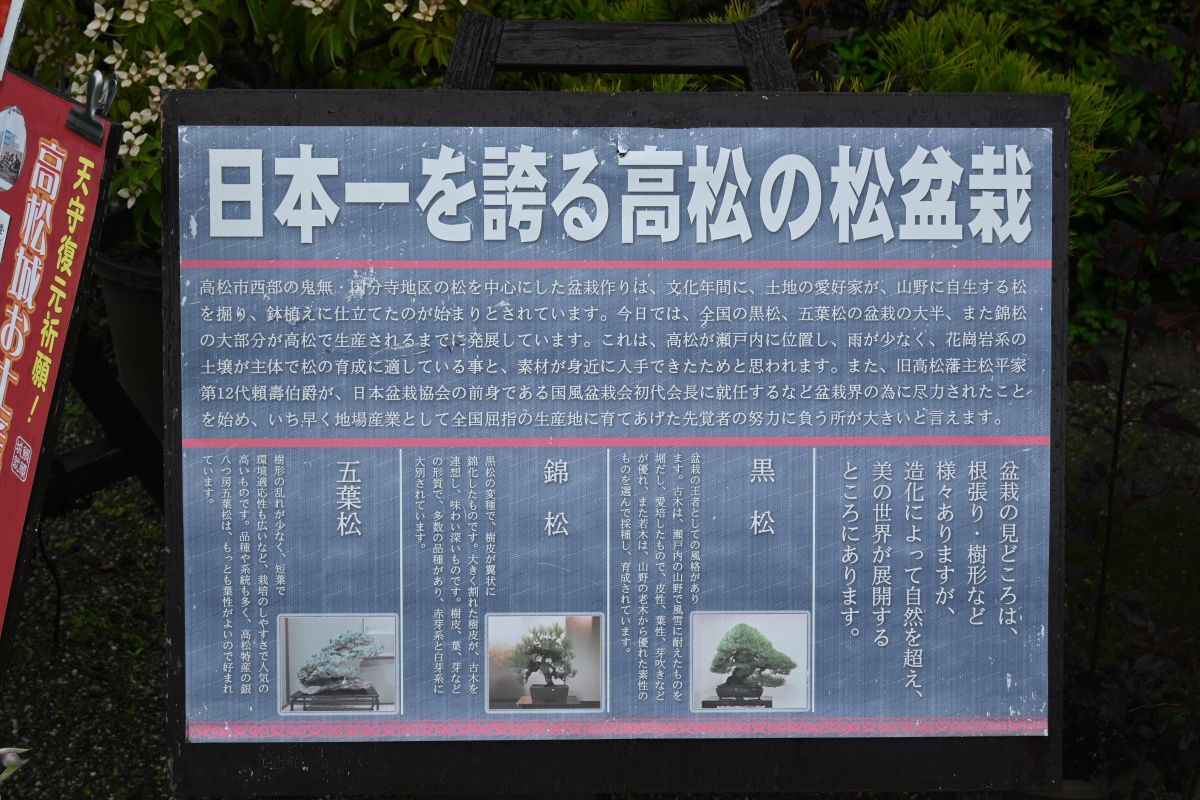 日本一を誇る高松の松盆栽
高松市西部の鬼無・国分寺地区の松を中心にした盆栽作りは、文化年間に、土地の愛好家が、山野に自生する松
を掘り、鉢植えに仕立てたのが始まりとされています。今日では、全国の黒松、五葉松の盆栽の大半、また錦松
の大部分が高松で生産されるまでに発展しています。これは、高松が瀬戸内に位置し、雨が少なく、花崗岩系の
土壌が主体で松の育成に適している事と、素材が身近に入手できたためと思われます。また、旧高松藩主松平家
第12代頼壽伯爵が、日本盆栽協会の前身である国風盆栽会初代会長に就任するなど盆栽界の為に尽力されたこと
を始め、いち早く地場産業として全国屈指の生産地に育てあげた先覚者の努力に負う所が大きいと言えます。
盆栽の見どころは、
根張り・樹形など
様々ありますが、
造化によって自然を超え、
美の世界が展開する
ところにあります。
黒松
盆栽の王者としての風格があり
ます。古木は、瀬戸内の山野で風雪に耐えたものを
堀だし、愛培したもので、皮性、葉性、芽吹きなど
が優れ、また若木は、山野の老木から優れた素性の
ものを選んで採種し、育成されています。
錦松
黒松の変種で、樹皮が翼状に
錦化したものです。大きく割れた樹皮が、古木を
連想し、味わい深いものです。樹皮、葉、芽など
の形質で、多数の品種があり、赤芽系と白芽系に
大別されています。
五葉松
樹形の乱れが少なく、短葉で
環境適応性も広いなど、栽培のしやすさで人気の
高いものです。品種や系統も多く、高松特産の銀
八つ房五葉松は、もっとも葉性がよいので好まれ
ています。
天守復元祈願！
高松城お